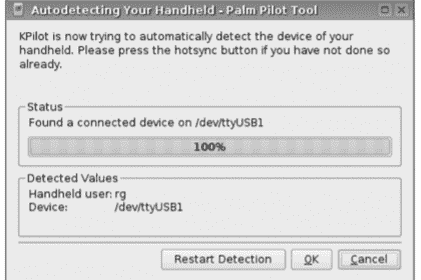 Autodetecting Your Handheld - Palm Pilot Tool
KPilot is now trying to automatically detect the device of your
handheld. Please press the hotsync button if you have not done so
already.
Status
Found a connected device on /dev/ttyUSB1
100%
Detected Values
Handheld user: rg
Device: /dev/ttyUSB1
Restart Detection OK Cancel